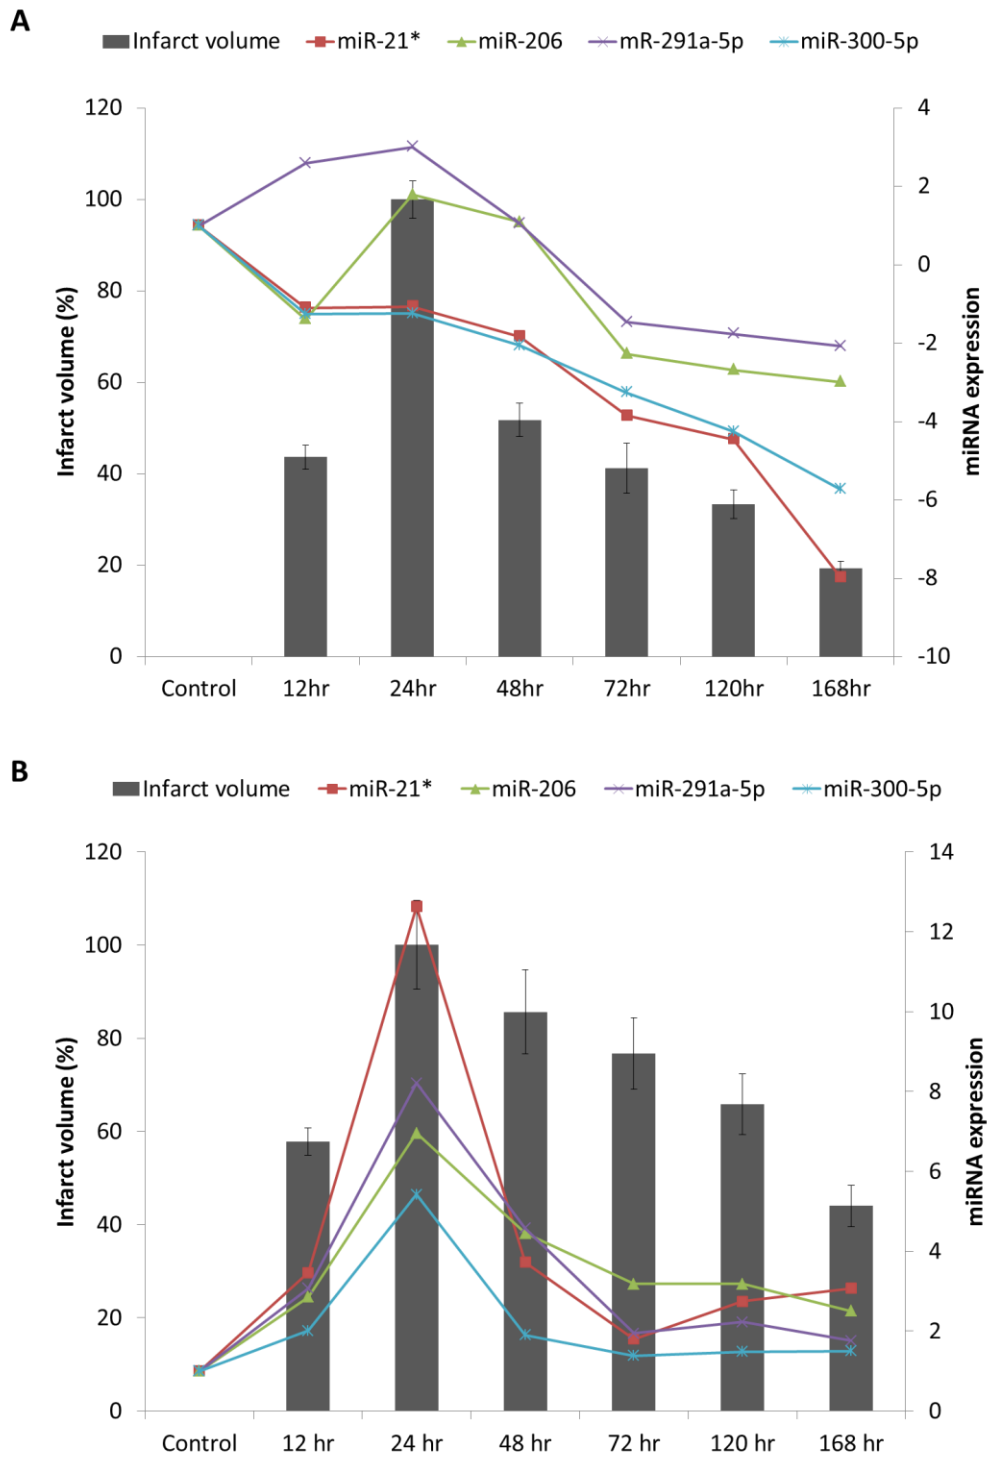 A
Infarct volume miR-21* miR-206 mR-291a-5p miR-300-5p
120 4
100 2
80 0
60 -2
40 -4
20 -6
0 -8
-10
Infarct volume (%)
miRNA expression
Control 12hr 24hr 48hr 72hr 120hr 168hr
B
Infarct volume miR-21* miR-206 miR-291a-5p miR-300-5p
120 14
100 12
80 10
60 8
40 6
20 4
0 2
0
Infarct volume (%)
miRNA expression
Control 12 hr 24 hr 48 hr 72 hr 120 hr 168 hr